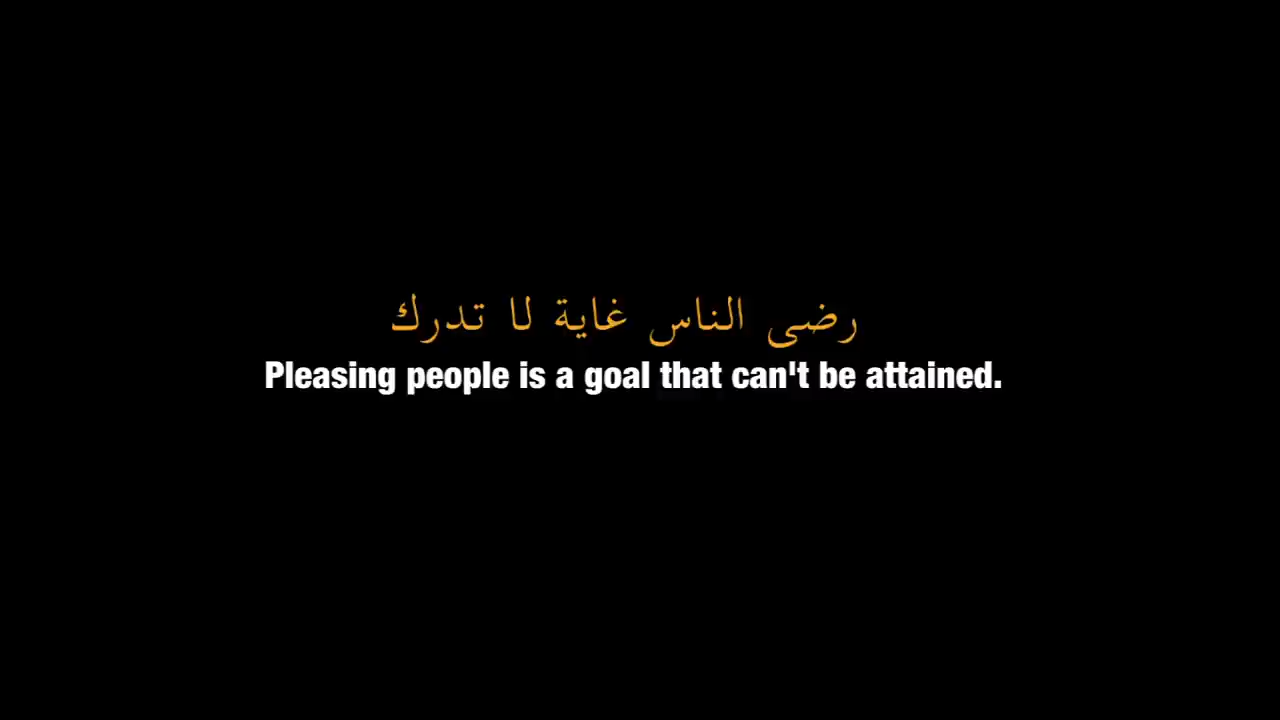 رضى الناس غاية لا تدرك
Pleasing people is a goal that can't be attained.